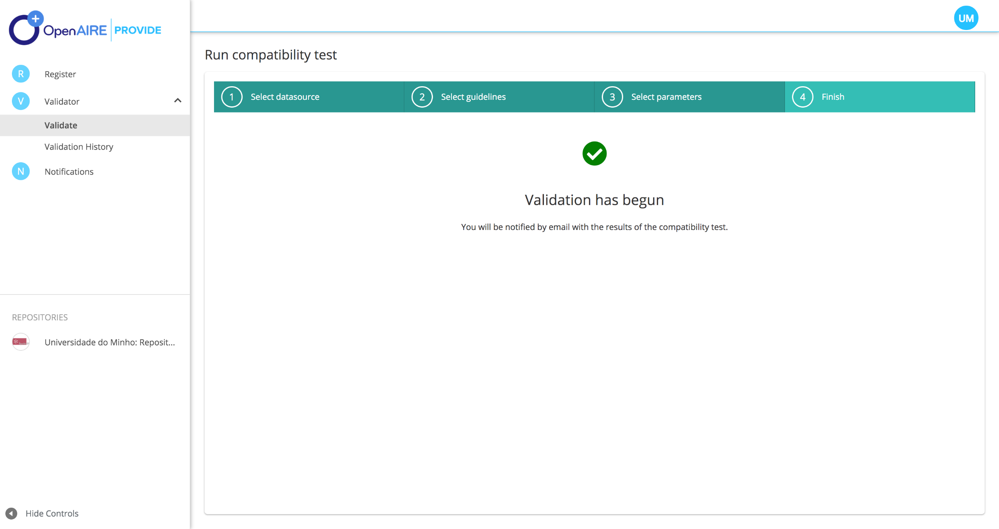 OpenAIRE PROVIDE
UM
R Register
V Validator
Validate
Validation History
N Notifications
REPOSITORIES
Universidade do Minho: Reposit...
Hide Controls
Run compatibility test
1 Select datasource
2 Select guidelines
3 Select parameters
4 Finish
Validation has begun
You will be notified by email with the results of the compatibility test.